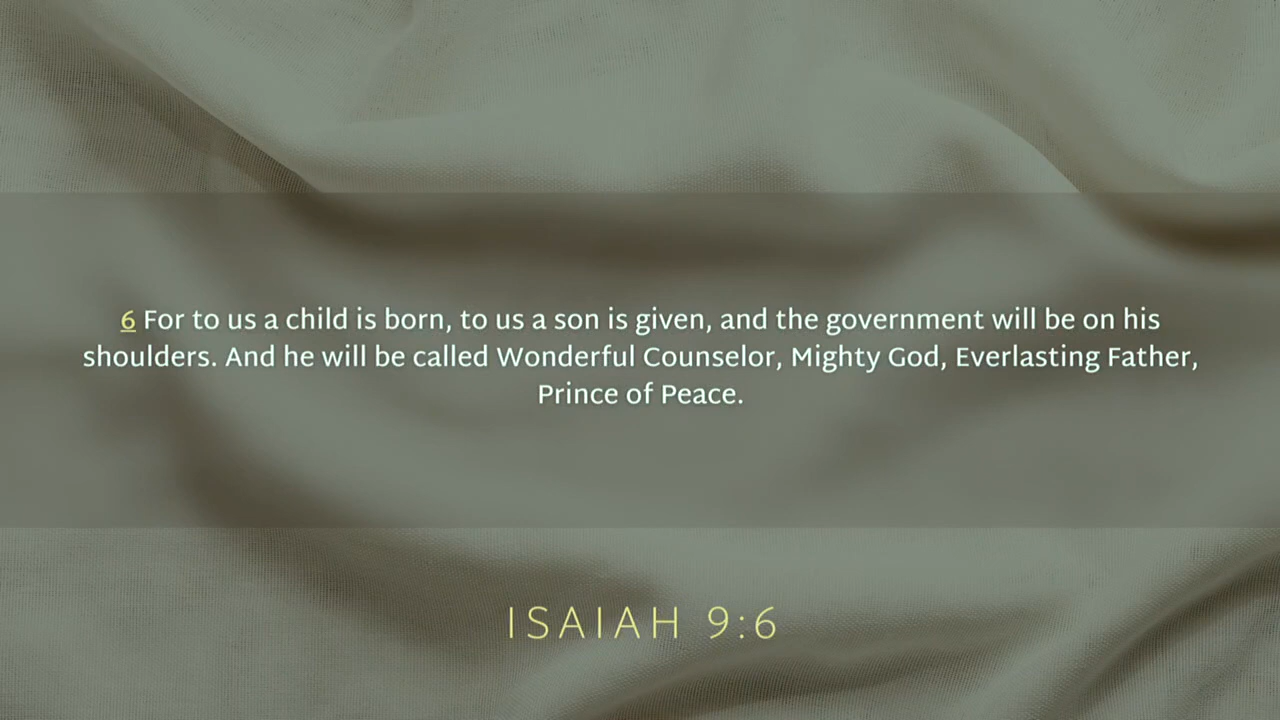 6 For to us a child is born, to us a son is given, and the government will be on his
shoulders. And he will be called Wonderful Counselor, Mighty God, Everlasting Father,
Prince of Peace.
ISAIAH 9:6